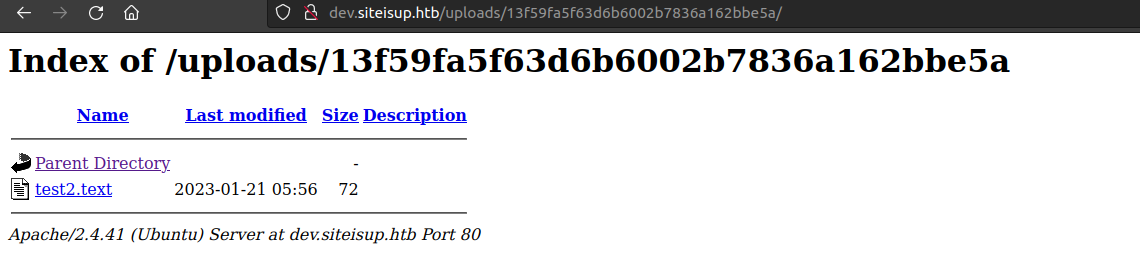 dev.siteisup.htb/uploads/13f59fa5f63d6b6002b7836a162bbe5a/
Index of /uploads/13f59fa5f63d6b6002b7836a162bbe5a
Name Last modified Size Description
Parent Directory -
test2.text 2023-01-21 05:56 72
Apache/2.4.41 (Ubuntu) Server at dev.siteisup.htb Port 80